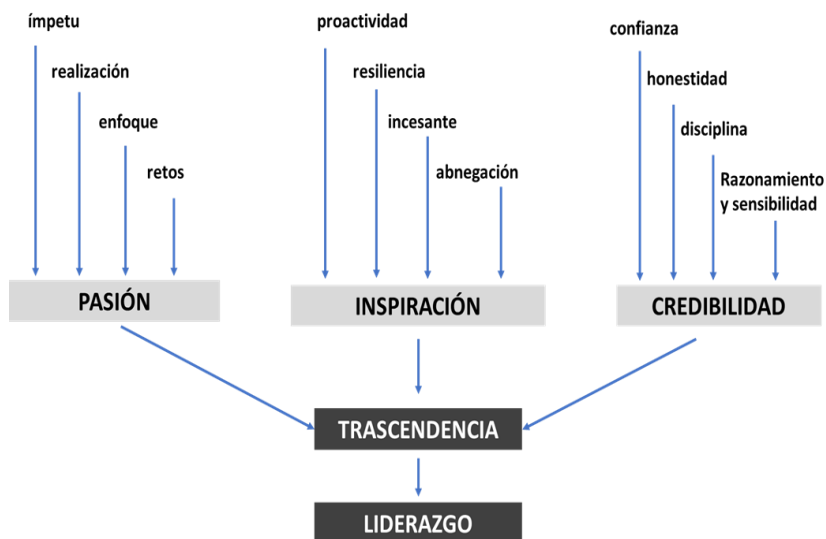 ímpetu
realización
enfoque
retos
PASIÓN
proactividad
resiliencia
incesante
abnegación
INSPIRACIÓN
confianza
honestidad
disciplina
Razonamiento
y sensibilidad
CREDIBILIDAD
TRASCENDENCIA
LIDERAZGO